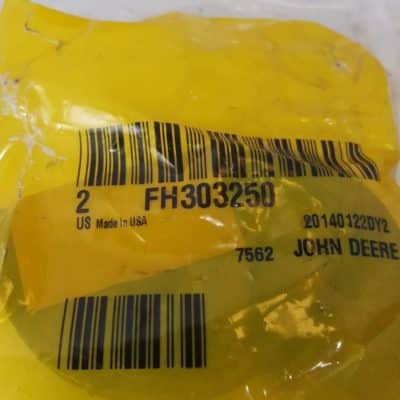 2 FH303250
US Made In USA 20140122DY2
7562 JOHN DEERE